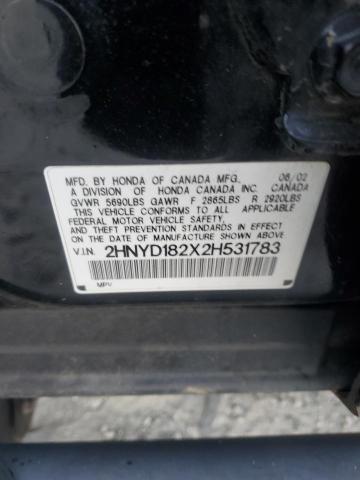 MFD. BY HONDA OF CANADA MFG. 06/02
A DIVISION OF HONDA CANADA INC. CANADA
GVWR 5690LBS GAWR F 2865LBS R 2920LBS
THIS VEHICLE CONFORMS TO ALL APPLICABLE
FEDERAL MOTOR VEHICLE SAFETY,
AND THEFT PREVENTION STANDARDS IN EFFECT
ON THE DATE OF MANUFACTURE SHOWN ABOVE.
V.I.N. 2HNYD182X2H531783
MPV